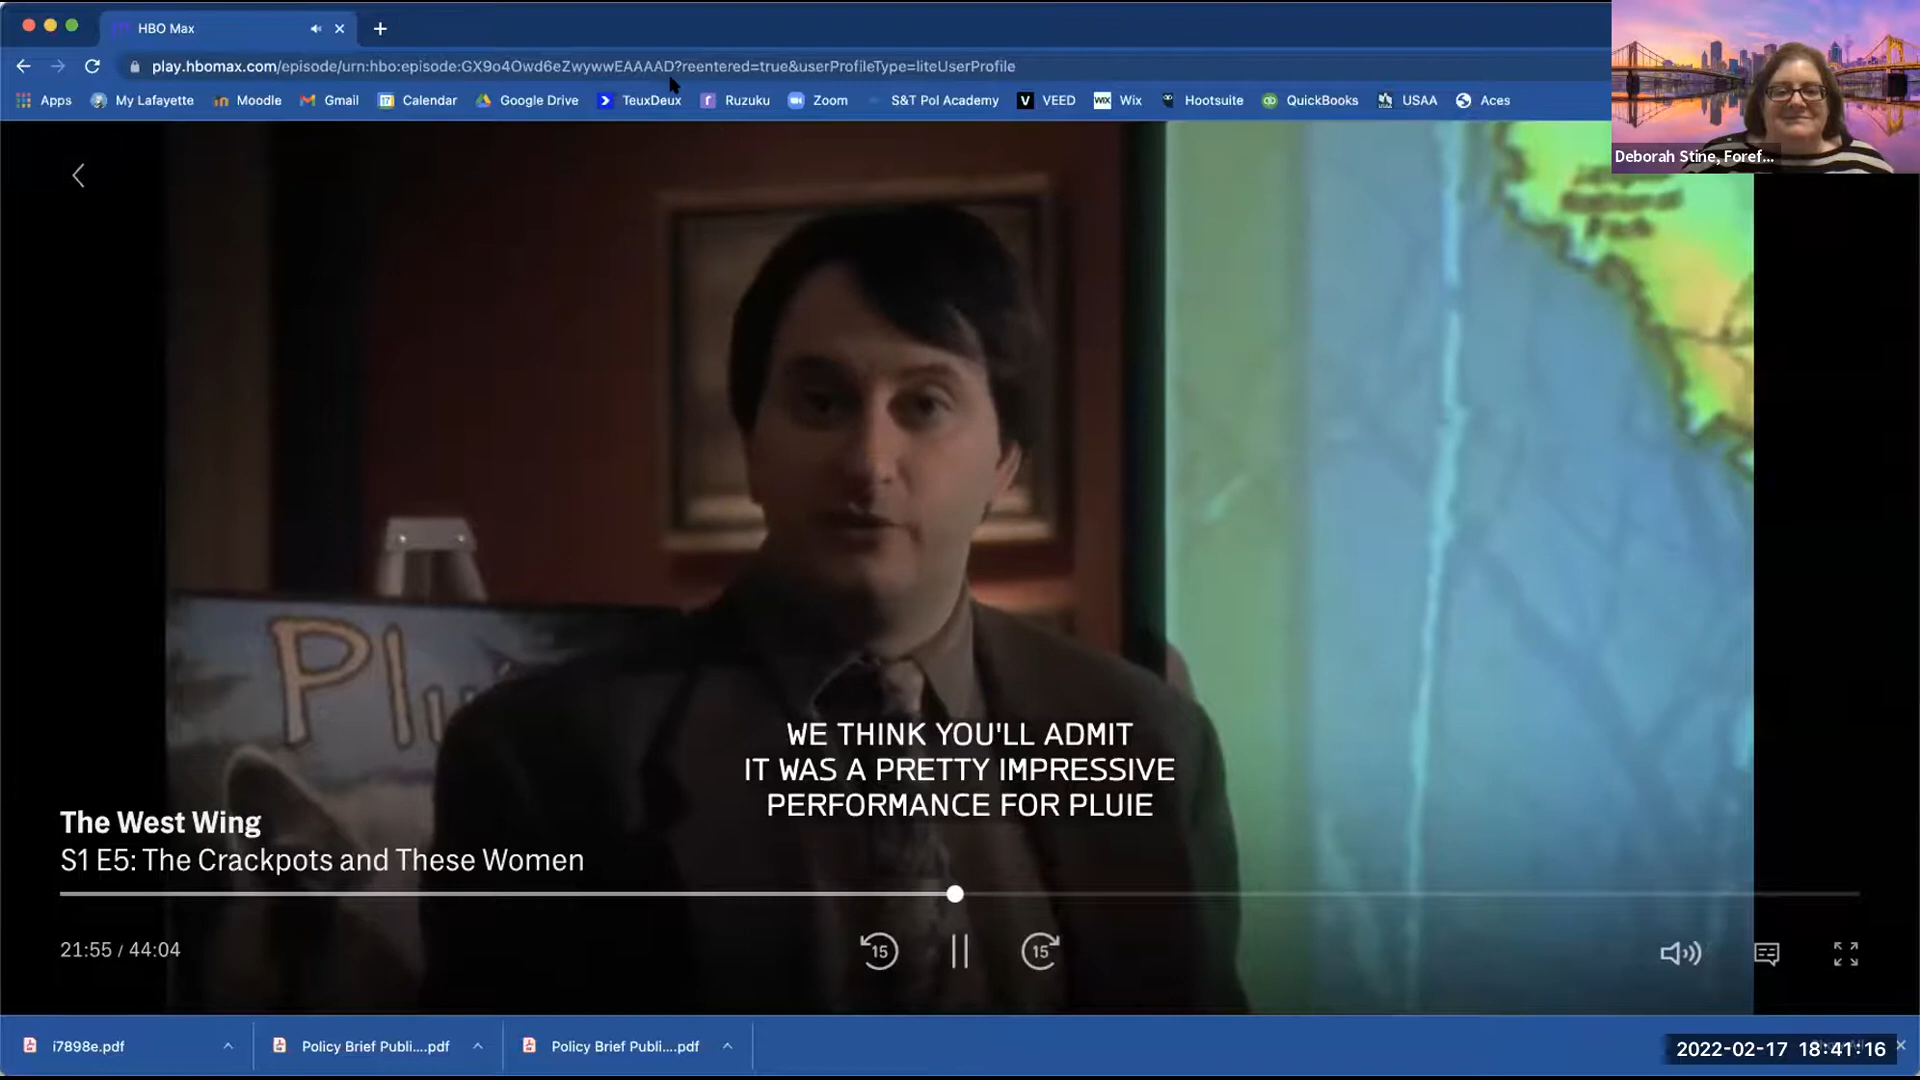 HBO Max
play.hbomax.com/episode/urn:hbo:episode:GX9o4Owd6eZwywwEAAAAD?reentered=true&userProfileType=liteUserProfile
Apps My Lafayette Moodle Gmail Calendar Google Drive TeuxDeux Ruzuku Zoom S&T Pol Academy VEED Wix Hootsuite QuickBooks USAA Aces
Deborah Stine, Foref...
National
Park
Plu
WE THINK YOU'LL ADMIT
IT WAS A PRETTY IMPRESSIVE
PERFORMANCE FOR PLUIE
The West Wing
S1 E5: The Crackpots and These Women
21:55 / 44:04
15
15
i7898e.pdf
Policy Brief Publi....pdf
Policy Brief Publi....pdf
2022-02-17 18:41:16